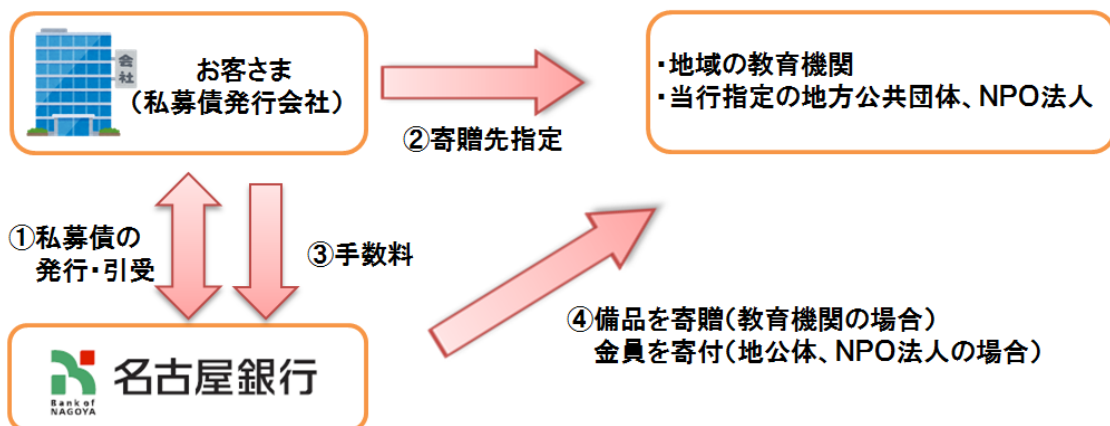 会社
お客さま
（私募債発行会社）
・地域の教育機関
・当行指定の地方公共団体、NPO法人
②寄贈先指定
①私募債の
発行・引受
③手数料
④備品を寄贈（教育機関の場合）
金員を寄付（地公体、NPO法人の場合）
Bank of
NAGOYA
名古屋銀行